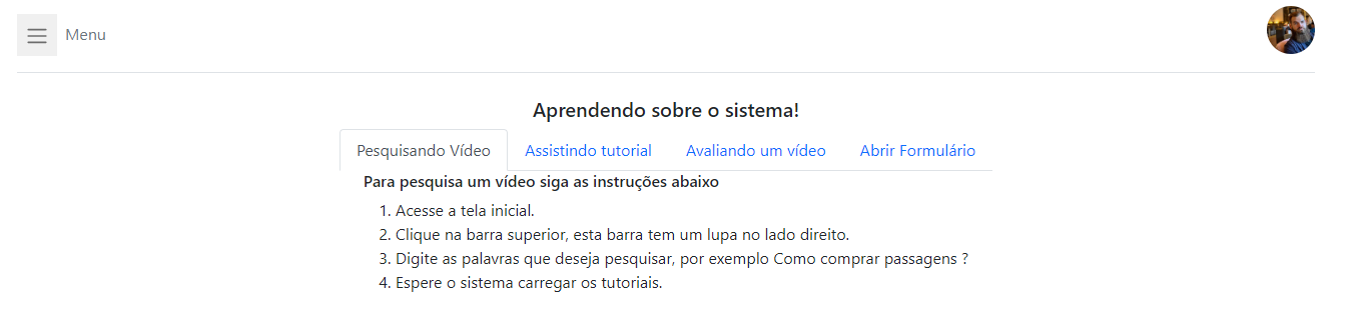 Menu
Aprendendo sobre o sistema!
Pesquisando Vídeo Assistindo tutorial Avaliando um vídeo Abrir Formulário
Para pesquisa um vídeo siga as instruções abaixo
1. Acesse a tela inicial.
2. Clique na barra superior, esta barra tem um lupa no lado direito.
3. Digite as palavras que deseja pesquisar, por exemplo Como comprar passagens ?
4. Espere o sistema carregar os tutoriais.